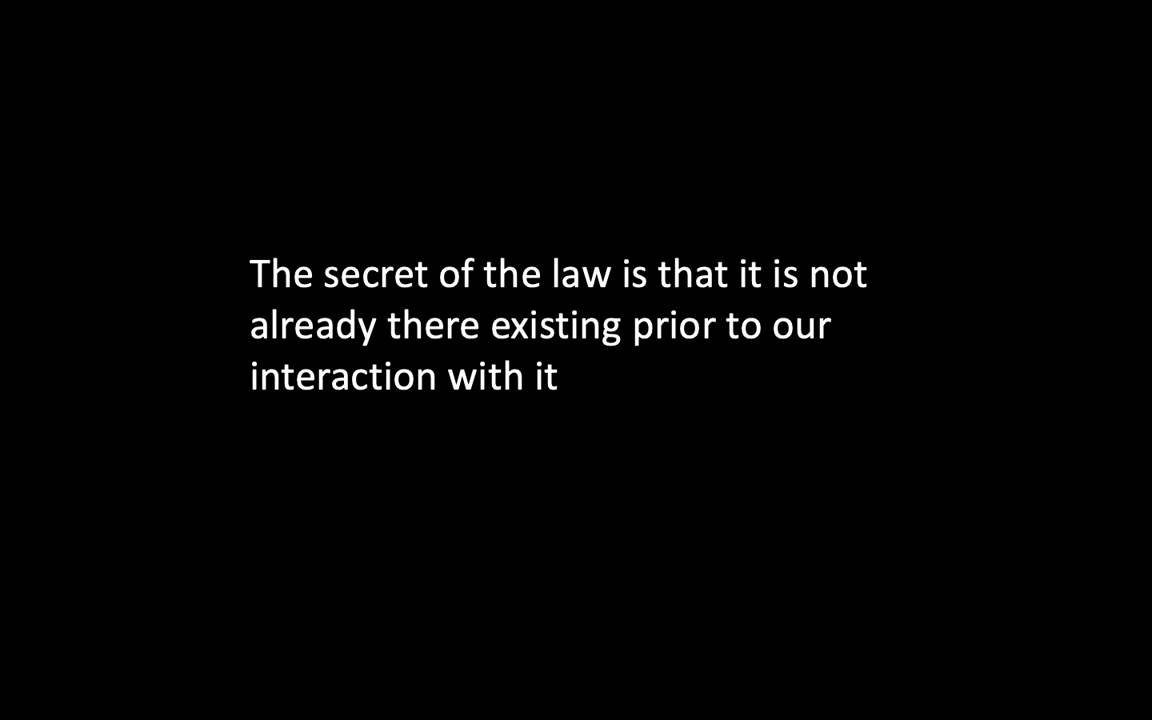 The secret of the law is that it is not
already there existing prior to our
interaction with it